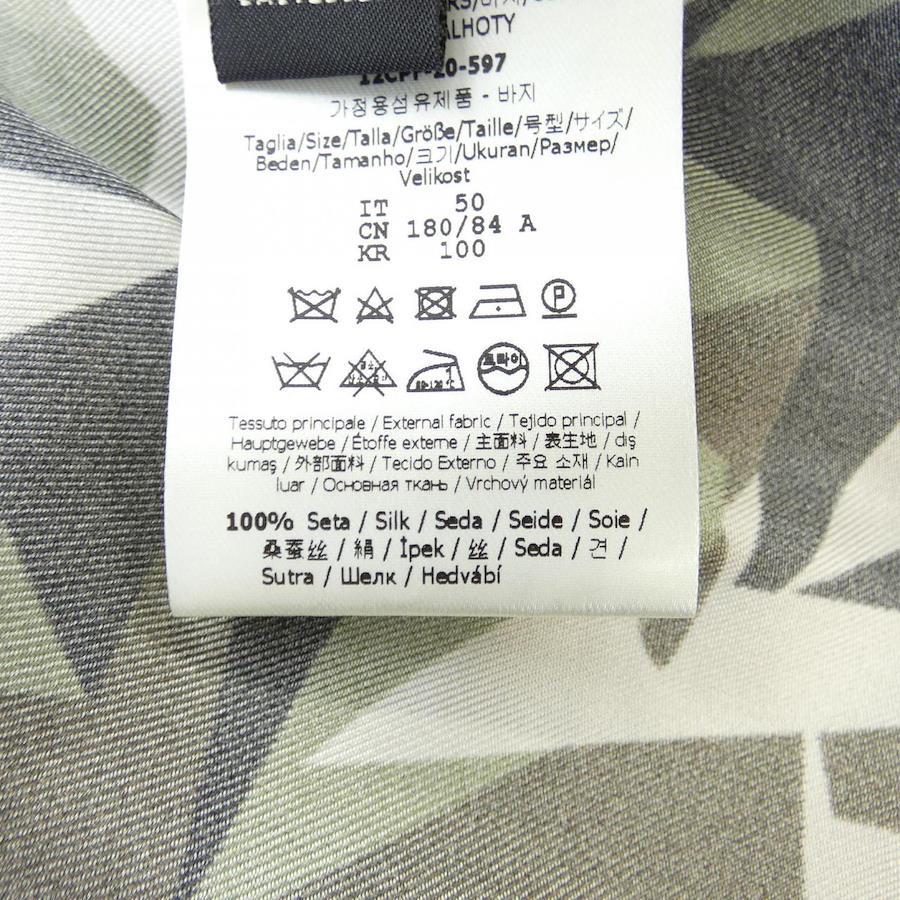 ALHOTY
가정용섬유제품 - 바지
Taglia/Size/Talla/Größe/Taille/号型/サイズ/
Beden/Tamanho/크기/Ukuran/Размер/
Velikost
IT 50
CN 180/84 A
KR 100
P
드라이
Tessuto principale / External fabric / Tejido principal /
Hauptgewebe / Étoffe externe / 主面料 / 表生地 / dış
kumaş / 外部面料 / Tecido Externo / 주요 소재 / Kain
luar / Основная ткань / Vrchový materiál
100% Seta / Silk / Seda / Seide / Soie /
桑蚕丝 / 絹 / İpek / 丝 / Seda / 견 /
Sutra / Шелк / Hedvábí